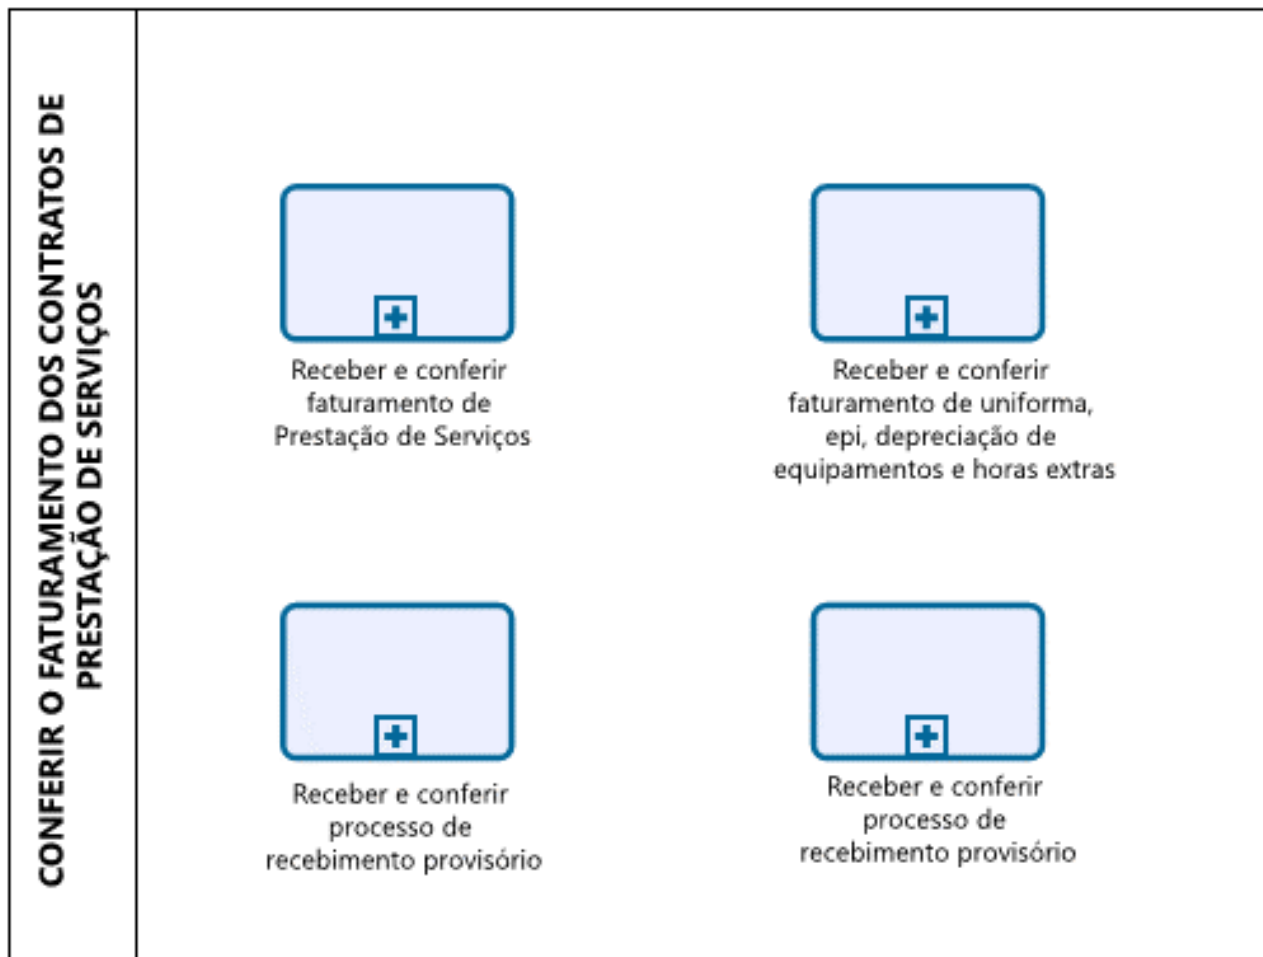 CONFERIR O FATURAMENTO DOS CONTRATOS DE
PRESTAÇÃO DE SERVIÇOS
Receber e conferir
faturamento de
Prestação de Serviços
Receber e conferir
faturamento de uniforma,
epi, depreciação de
equipamentos e horas extras
Receber e conferir
processo de
recebimento provisório
Receber e conferir
processo de
recebimento provisório